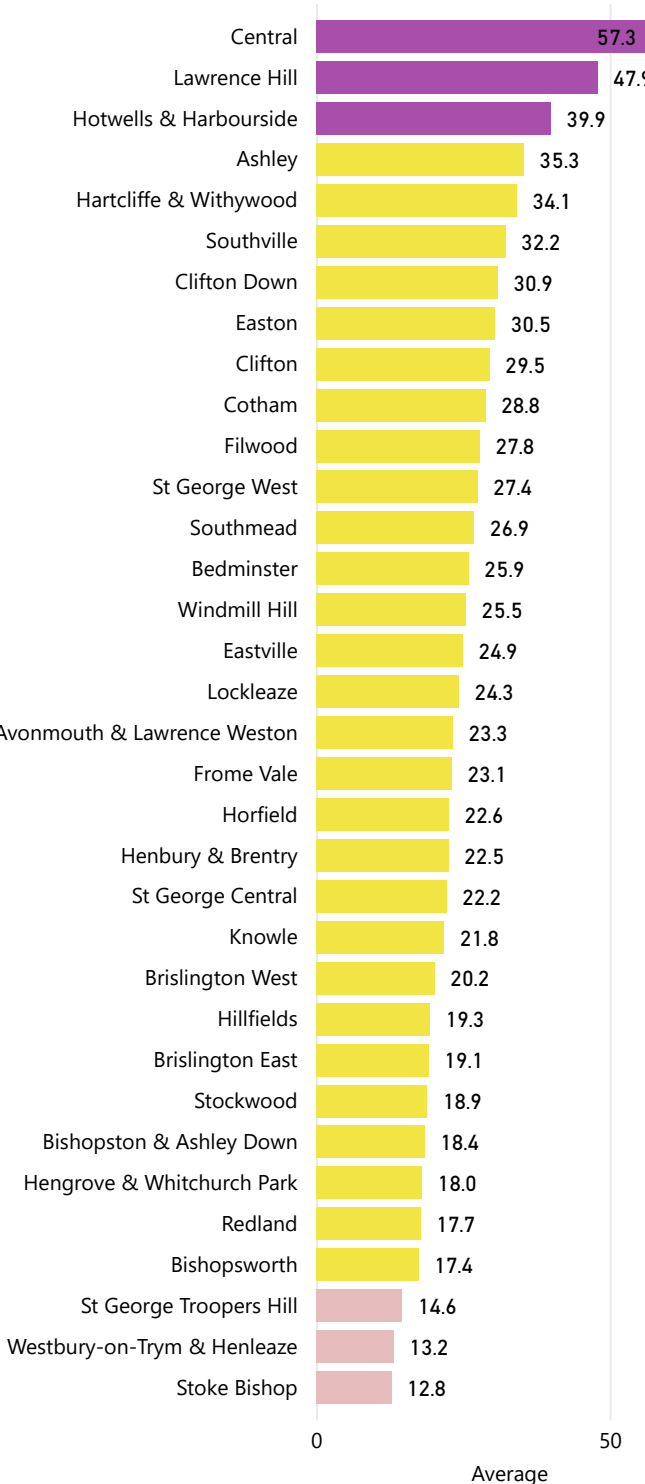 Central 57.3
Lawrence Hill 47.9
Hotwells & Harbourside 39.9
Ashley 35.3
Hartcliffe & Withywood 34.1
Southville 32.2
Clifton Down 30.9
Easton 30.5
Clifton 29.5
Cotham 28.8
Filwood 27.8
St George West 27.4
Southmead 26.9
Bedminster 25.9
Windmill Hill 25.5
Eastville 24.9
Lockleaze 24.3
Avonmouth & Lawrence Weston 23.3
Frome Vale 23.1
Horfield 22.6
Henbury & Brentry 22.5
St George Central 22.2
Knowle 21.8
Brislington West 20.2
Hillfields 19.3
Brislington East 19.1
Stockwood 18.9
Bishopston & Ashley Down 18.4
Hengrove & Whitchurch Park 18.0
Redland 17.7
Bishopsworth 17.4
St George Troopers Hill 14.6
Westbury-on-Trym & Henleaze 13.2
Stoke Bishop 12.8
0 50
Average